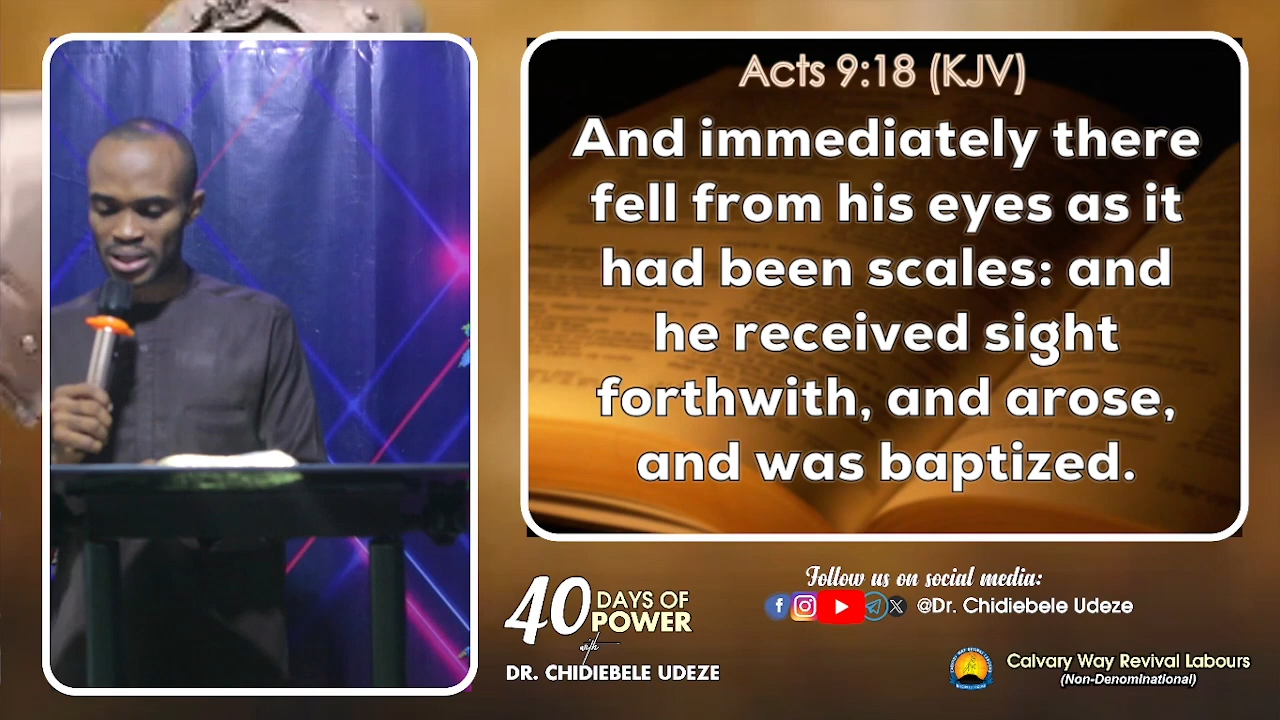 Acts 9:18 (KJV)
And immediately there
fell from his eyes as it
had been scales: and
he received sight
forthwith, and arose,
and was baptized.
40 DAYS OF
POWER
with
DR. CHIDIEBELE UDEZE
Follow us on social media:
@Dr. Chidiebele Udeze
Calvary Way Revival Labours
(Non-Denominational)